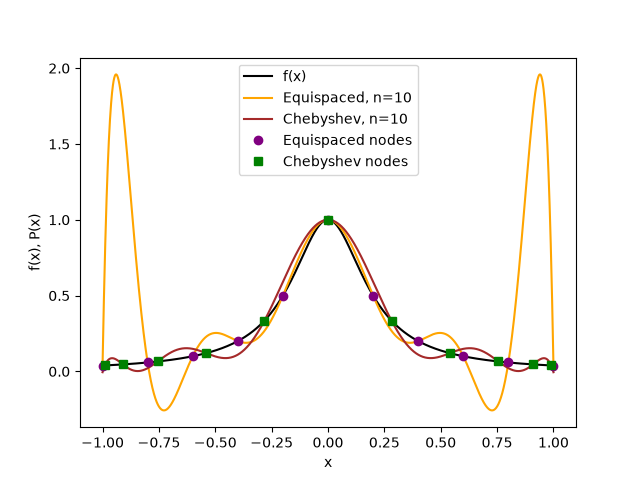 f(x)
Equispaced, n=10
Chebyshev, n=10
Equispaced nodes
Chebyshev nodes
2.0
1.5
1.0
0.5
0.0
f(x), P(x)
−1.00 −0.75 −0.50 −0.25 0.00 0.25 0.50 0.75 1.00
x